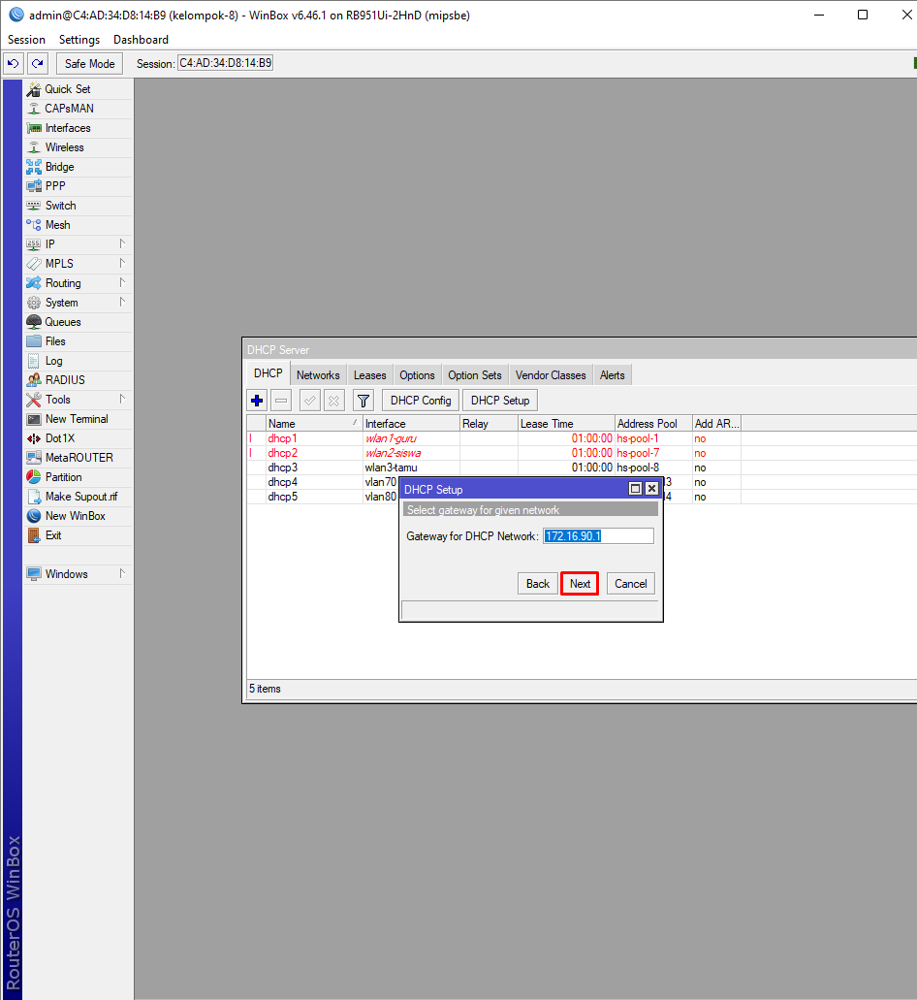 admin@C4:AD:34:D8:14:B9 (kelompok-8) - WinBox v6.46.1 on RB951Ui-2HnD (mipsbe)
Session Settings Dashboard
Safe Mode Session: C4:AD:34:D8:14:B9
Quick Set
CAPsMAN
Interfaces
Wireless
Bridge
PPP
Switch
Mesh
IP
MPLS
Routing
System
Queues
Files
Log
RADIUS
Tools
New Terminal
Dot1X
MetaROUTER
Partition
Make Supout.rif
New WinBox
Exit
Windows
RouterOS WinBox
DHCP Server
DHCP Networks Leases Options Option Sets Vendor Classes Alerts
DHCP Config DHCP Setup
Name Interface Relay Lease Time Address Pool Add AR...
I dhcp1 wlan1-guru 01:00:00 hs-pool-1 no
I dhcp2 wlan2-siswa 01:00:00 hs-pool-7 no
dhcp3 wlan3-tamu 01:00:00 hs-pool-8 no
dhcp4 vlan70 3 no
dhcp5 vlan80 4 no
DHCP Setup
Select gateway for given network
Gateway for DHCP Network: 172.16.90.1
Back Next Cancel
5 items